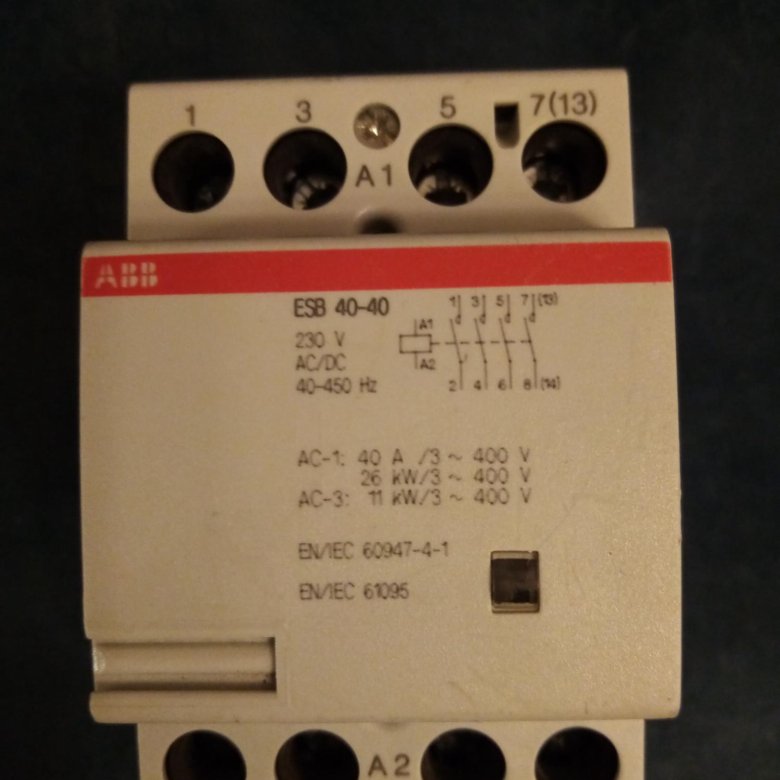 1 3 5 7(13)
A1
ABB
ESB 40-40
230 V
AC/DC
40-450 Hz
1 3 5 7 (13)
A1
A2
2 4 6 8 (14)
AC-1: 40 A /3 ~ 400 V
26 kW/3 ~ 400 V
AC-3: 11 kW/3 ~ 400 V
EN/IEC 60947-4-1
EN/IEC 61095
A2